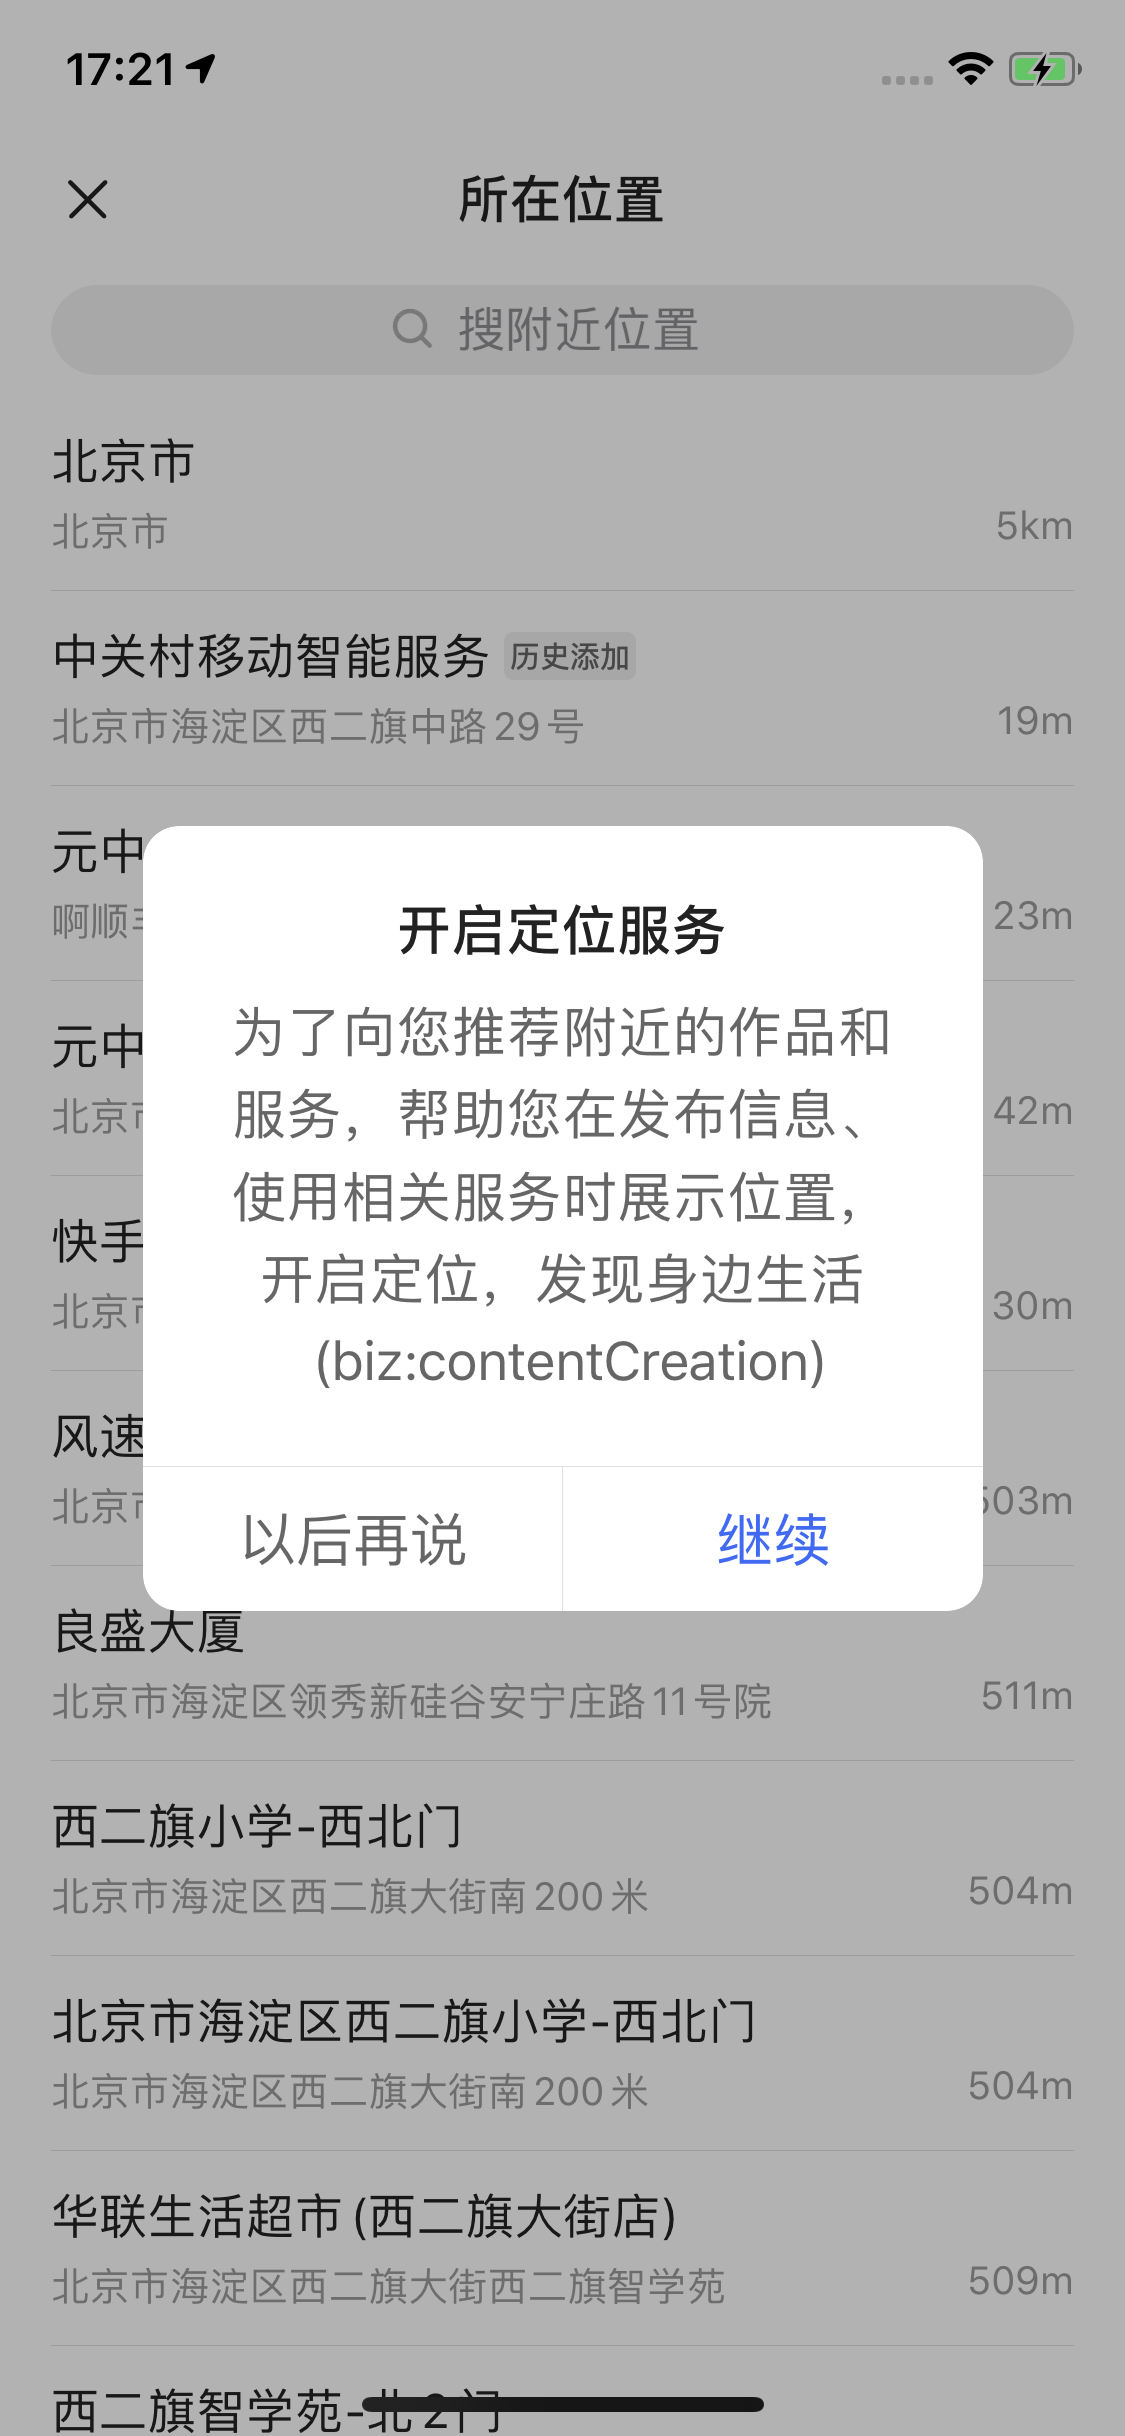 17:21
所在位置
搜附近位置
北京市
北京市
5km
中关村移动智能服务 历史添加
北京市海淀区西二旗中路29号
19m
元中
啊顺
23m
元中
北京
42m
快手
北京
30m
风速
北京
503m
开启定位服务
为了向您推荐附近的作品和
服务，帮助您在发布信息、
使用相关服务时展示位置，
开启定位，发现身边生活
(biz:contentCreation)
以后再说
继续
良盛大厦
北京市海淀区领秀新硅谷安宁庄路11号院
511m
西二旗小学-西北门
北京市海淀区西二旗大街南200米
504m
北京市海淀区西二旗小学-西北门
北京市海淀区西二旗大街南200米
504m
华联生活超市(西二旗大街店)
北京市海淀区西二旗大街西二旗智学苑
509m
西二旗智学苑-北2门